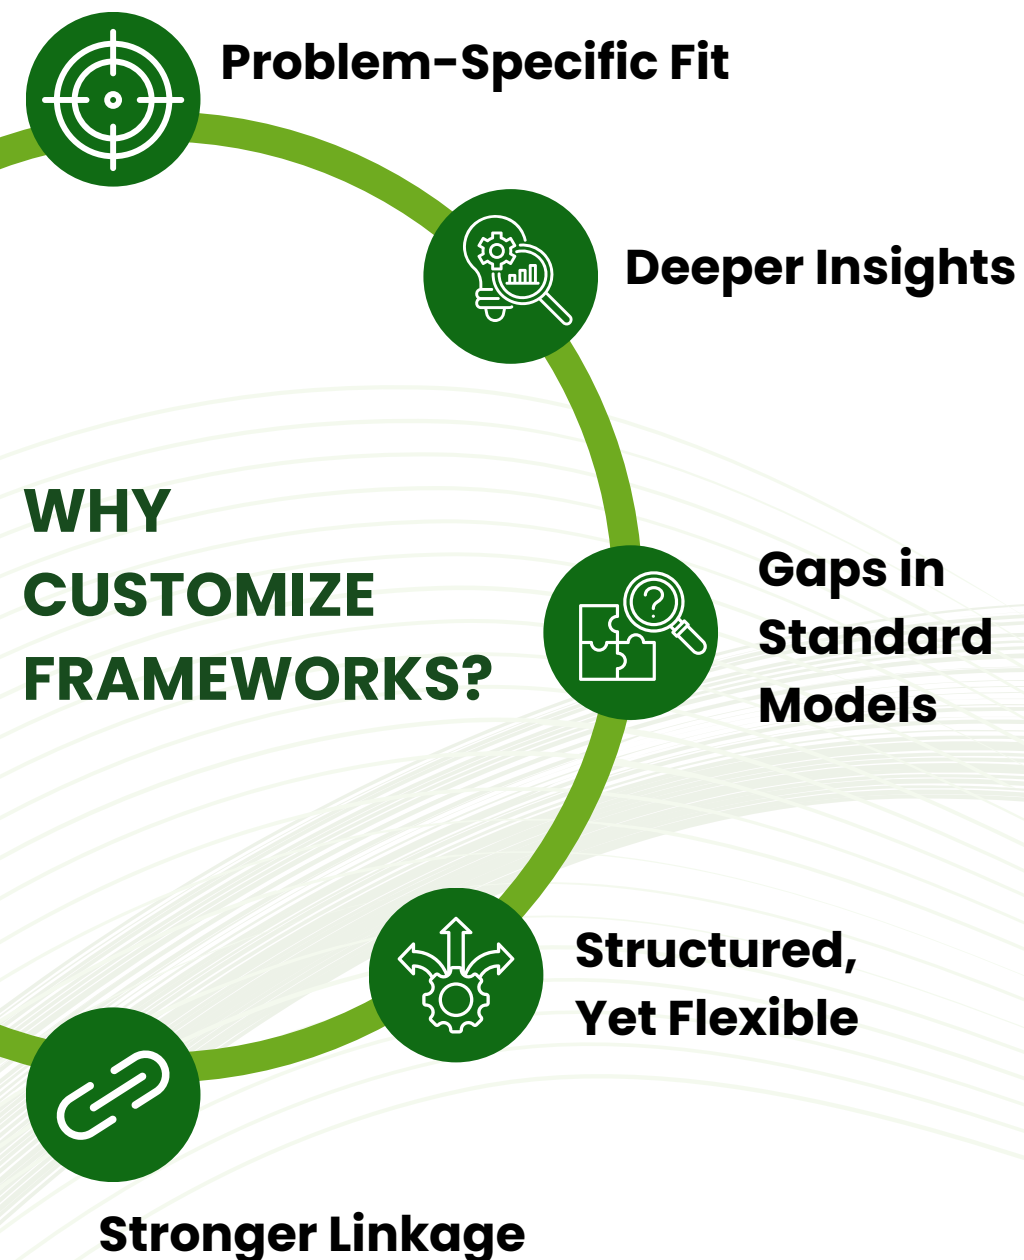 Problem-Specific Fit
Deeper Insights
WHY
CUSTOMIZE
FRAMEWORKS?
Gaps in
Standard
Models
Structured,
Yet Flexible
Stronger Linkage